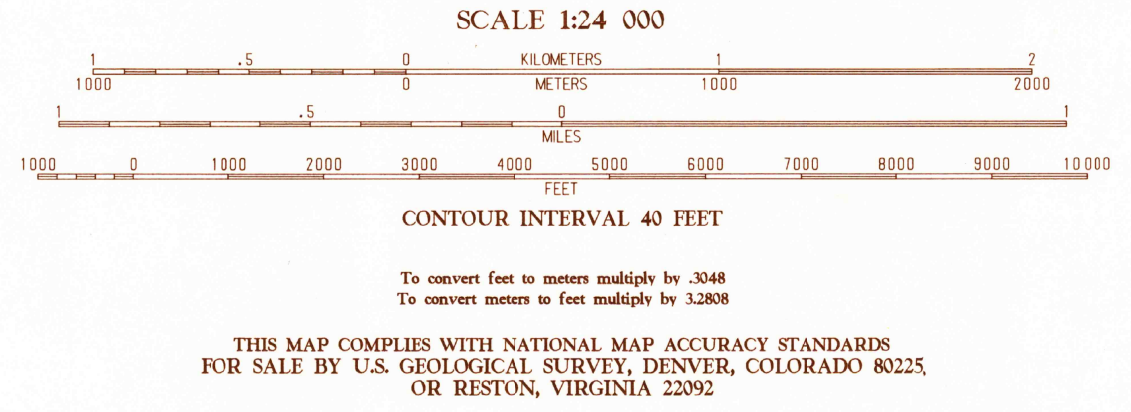 SCALE 1:24 000
1 .5 0 KILOMETERS 1 2
1000 0 METERS 1000 2000
1 .5 0 1
MILES
1000 0 1000 2000 3000 4000 5000 6000 7000 8000 9000 10 000
FEET
CONTOUR INTERVAL 40 FEET
To convert feet to meters multiply by .3048
To convert meters to feet multiply by 3.2808
THIS MAP COMPLIES WITH NATIONAL MAP ACCURACY STANDARDS
FOR SALE BY U.S. GEOLOGICAL SURVEY, DENVER, COLORADO 80225,
OR RESTON, VIRGINIA 22092